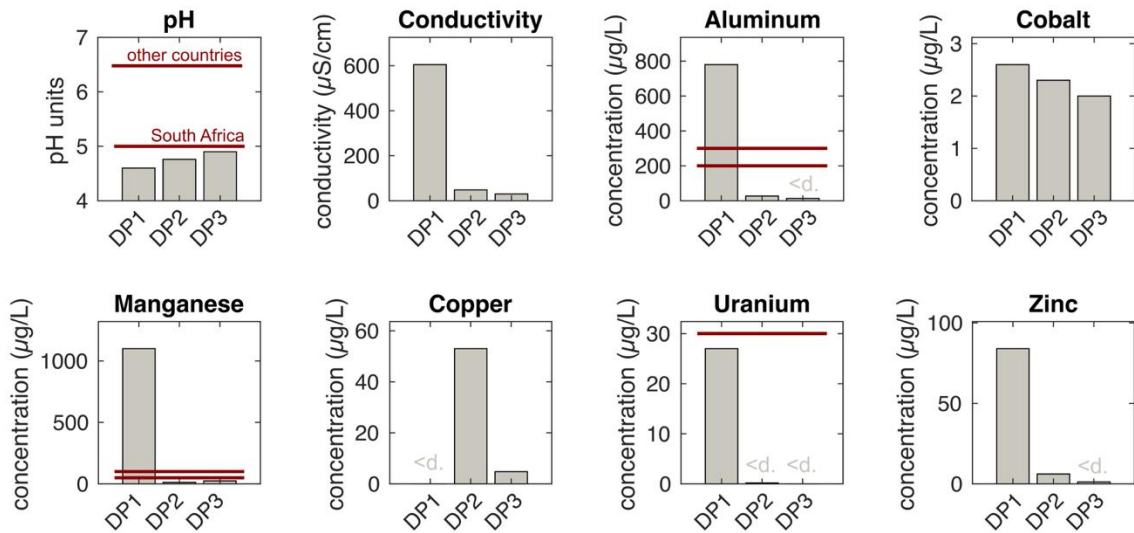 pH
pH units
7
6
5
4
other countries
South Africa
DP1
DP2
DP3
Conductivity
conductivity (µS/cm)
600
400
200
0
DP1
DP2
DP3
Aluminum
concentration (µg/L)
800
600
400
200
0
<d.
DP1
DP2
DP3
Cobalt
concentration (µg/L)
3
2
1
0
DP1
DP2
DP3
Manganese
concentration (µg/L)
1000
500
0
DP1
DP2
DP3
Copper
concentration (µg/L)
60
40
20
0
<d.
DP1
DP2
DP3
Uranium
concentration (µg/L)
30
20
10
0
<d.
<d.
DP1
DP2
DP3
Zinc
concentration (µg/L)
100
50
0
<d.
DP1
DP2
DP3